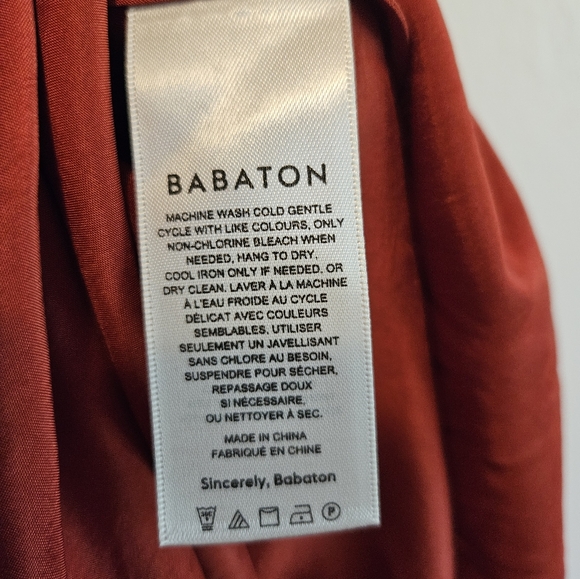 BABATON
MACHINE WASH COLD GENTLE
CYCLE WITH LIKE COLOURS, ONLY
NON-CHLORINE BLEACH WHEN
NEEDED, HANG TO DRY,
COOL IRON ONLY IF NEEDED. OR
DRY CLEAN. LAVER À LA MACHINE
À L'EAU FROIDE AU CYCLE
DÉLICAT AVEC COULEURS
SEMBLABLES, UTILISER
SEULEMENT UN JAVELLISANT
SANS CHLORE AU BESOIN,
SUSPENDRE POUR SÉCHER,
REPASSAGE DOUX
SI NÉCESSAIRE,
OU NETTOYER À SEC.
MADE IN CHINA
FABRIQUÉ EN CHINE
Sincerely, Babaton
P